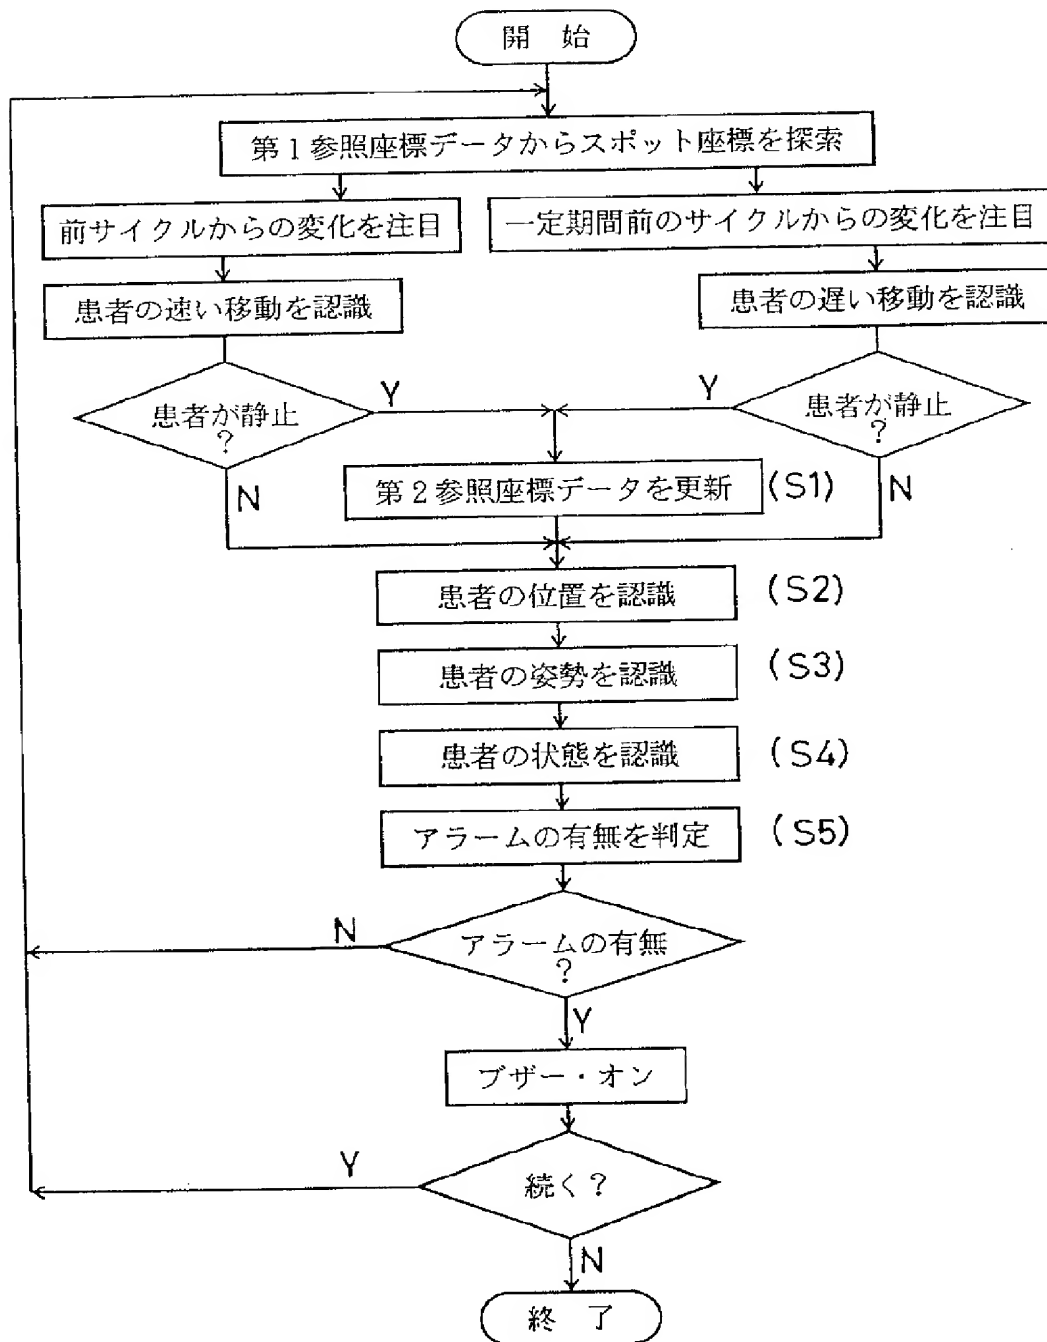 開 始
第１参照座標データからスポット座標を探索
前サイクルからの変化を注目
一定期間前のサイクルからの変化を注目
患者の速い移動を認識
患者の遅い移動を認識
患者が静止
？
Y
Y
患者が静止
？
N
第２参照座標データを更新
(S1)
N
患者の位置を認識
(S2)
患者の姿勢を認識
(S3)
患者の状態を認識
(S4)
アラームの有無を判定
(S5)
N
アラームの有無
？
Y
ブザー・オン
Y
続く？
N
終 了